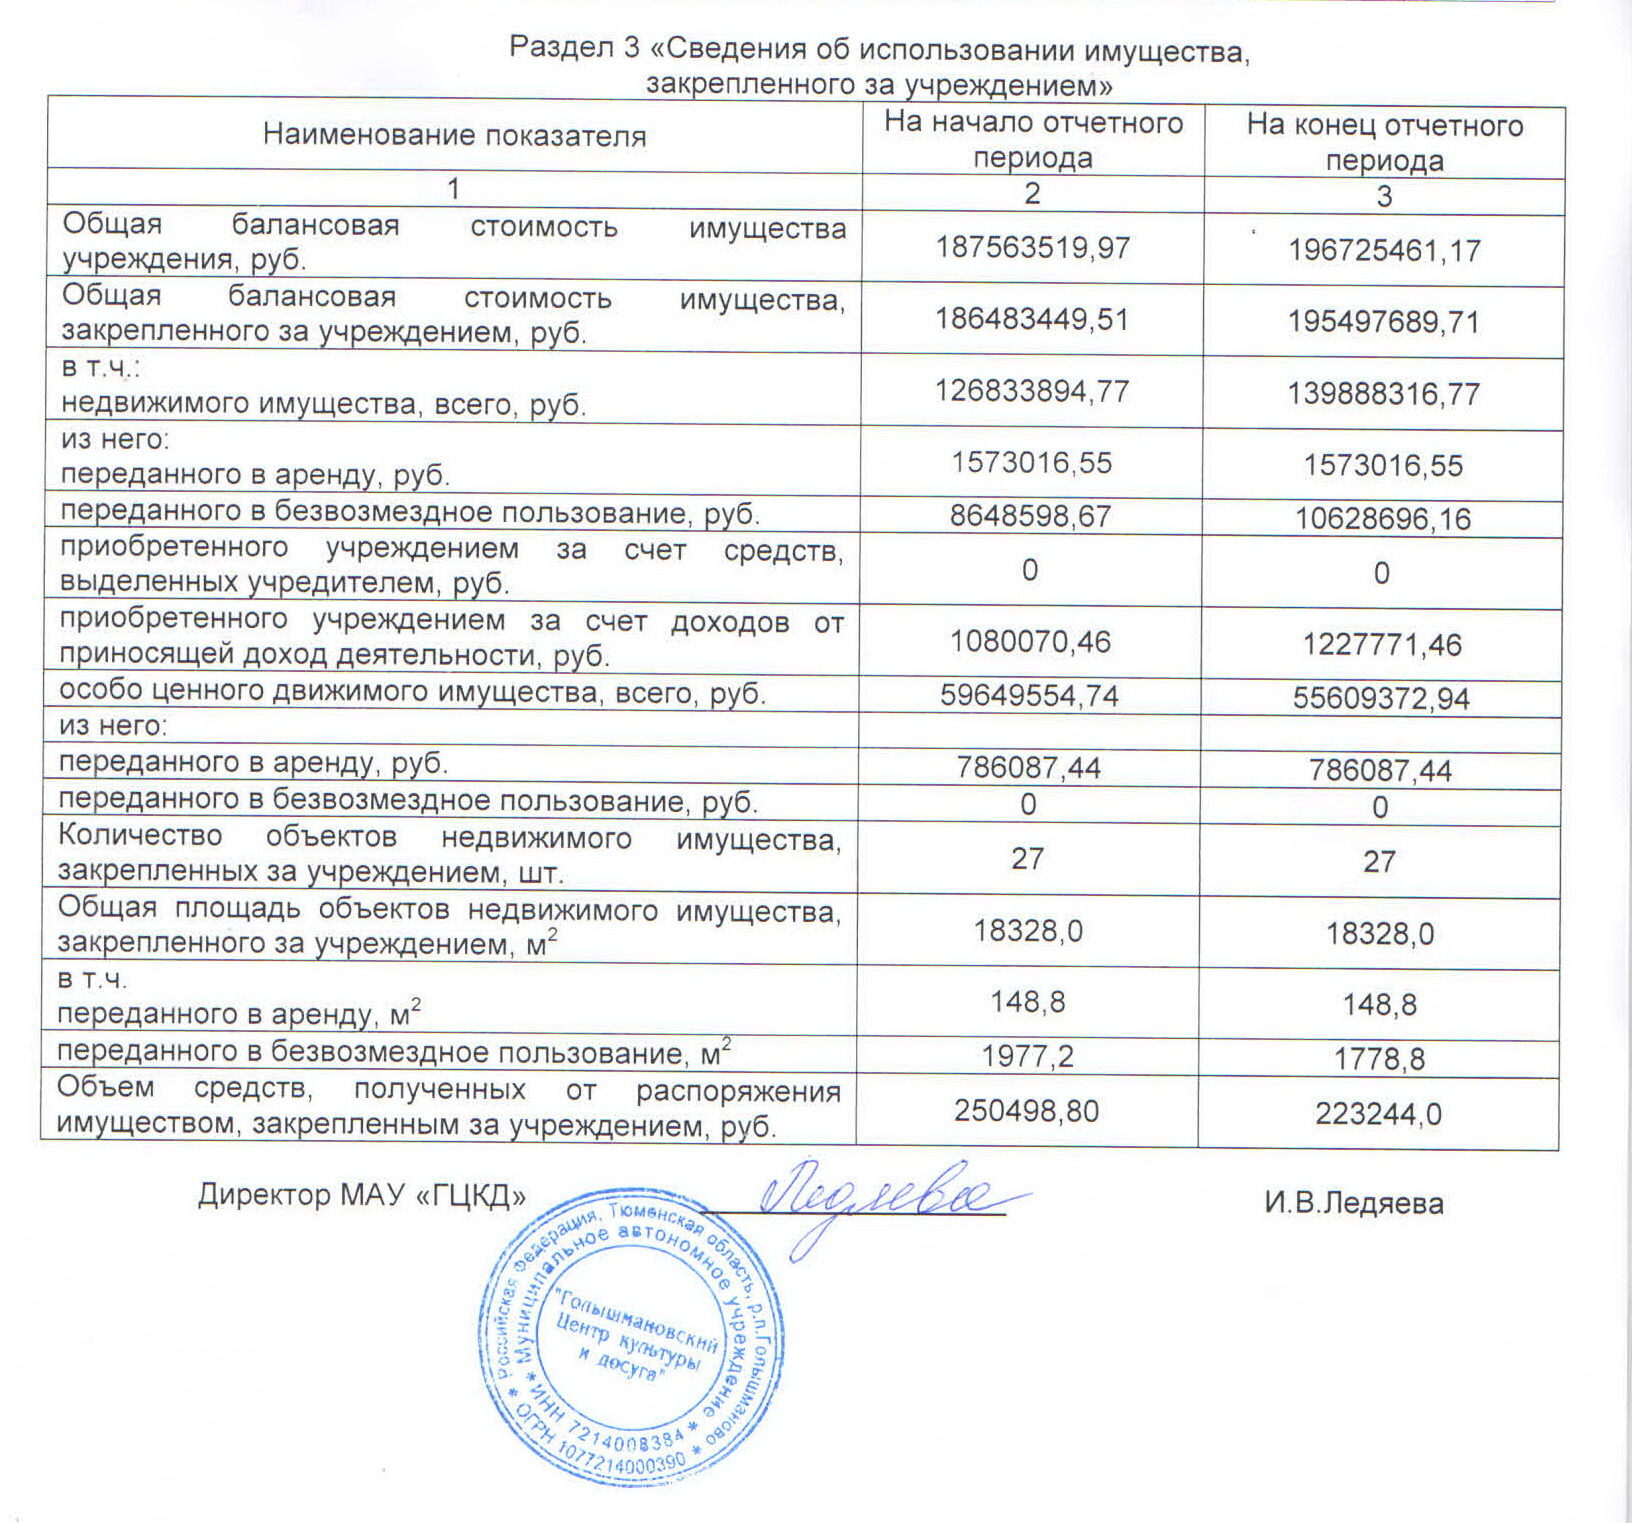 Раздел 3 «Сведения об использовании имущества,
закрепленного за учреждением»
Наименование показателя
На начало отчетного
периода
На конец отчетного
периода
1
2
3
Общая балансовая стоимость имущества
учреждения, руб.
187563519,97
196725461,17
Общая балансовая стоимость имущества,
закрепленного за учреждением, руб.
186483449,51
195497689,71
в т.ч.:
недвижимого имущества, всего, руб.
126833894,77
139888316,77
из него:
переданного в аренду, руб.
1573016,55
1573016,55
переданного в безвозмездное пользование, руб.
8648598,67
10628696,16
приобретенного учреждением за счет средств,
выделенных учредителем, руб.
0
0
приобретенного учреждением за счет доходов от
приносящей доход деятельности, руб.
1080070,46
1227771,46
особо ценного движимого имущества, всего, руб.
59649554,74
55609372,94
из него:
переданного в аренду, руб.
786087,44
786087,44
переданного в безвозмездное пользование, руб.
0
0
Количество объектов недвижимого имущества,
закрепленных за учреждением, шт.
27
27
Общая площадь объектов недвижимого имущества,
закрепленного за учреждением, м²
18328,0
18328,0
в т.ч.
переданного в аренду, м²
148,8
148,8
переданного в безвозмездное пользование, м²
1977,2
1778,8
Объем средств, полученных от распоряжения
имуществом, закрепленным за учреждением, руб.
250498,80
223244,0
Директор МАУ «ГЦКД»
Ледяева
И.В.Ледяева
* Российская Федерация, Тюменская область, р.п.Голышманово *
ОГРН 1077214000390
* Муниципальное автономное учреждение *
ИНН 7214008384
"Голышмановский
Центр культуры
и досуга"